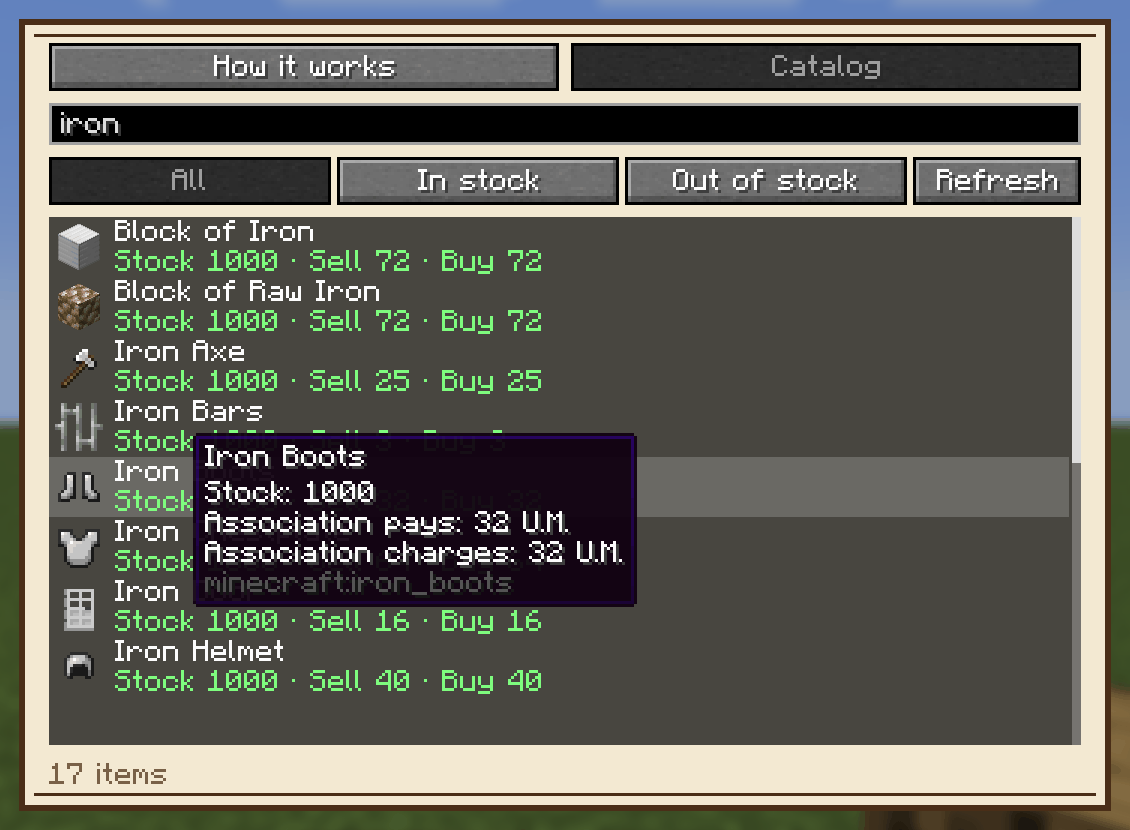 How it works
Catalog
iron
All
In stock
Out of stock
Refresh
Block of Iron
Stock 1000 · Sell 72 · Buy 72
Block of Raw Iron
Stock 1000 · Sell 72 · Buy 72
Iron Axe
Stock 1000 · Sell 25 · Buy 25
Iron Bars
Stock
Iron
Stock
Iron Boots
Stock: 1000
Association pays: 32 U.M.
Association charges: 32 U.M.
minecraft:iron_boots
Iron
Stock
Iron
Stock 1000 · Sell 16 · Buy 16
Iron Helmet
Stock 1000 · Sell 40 · Buy 40
17 items